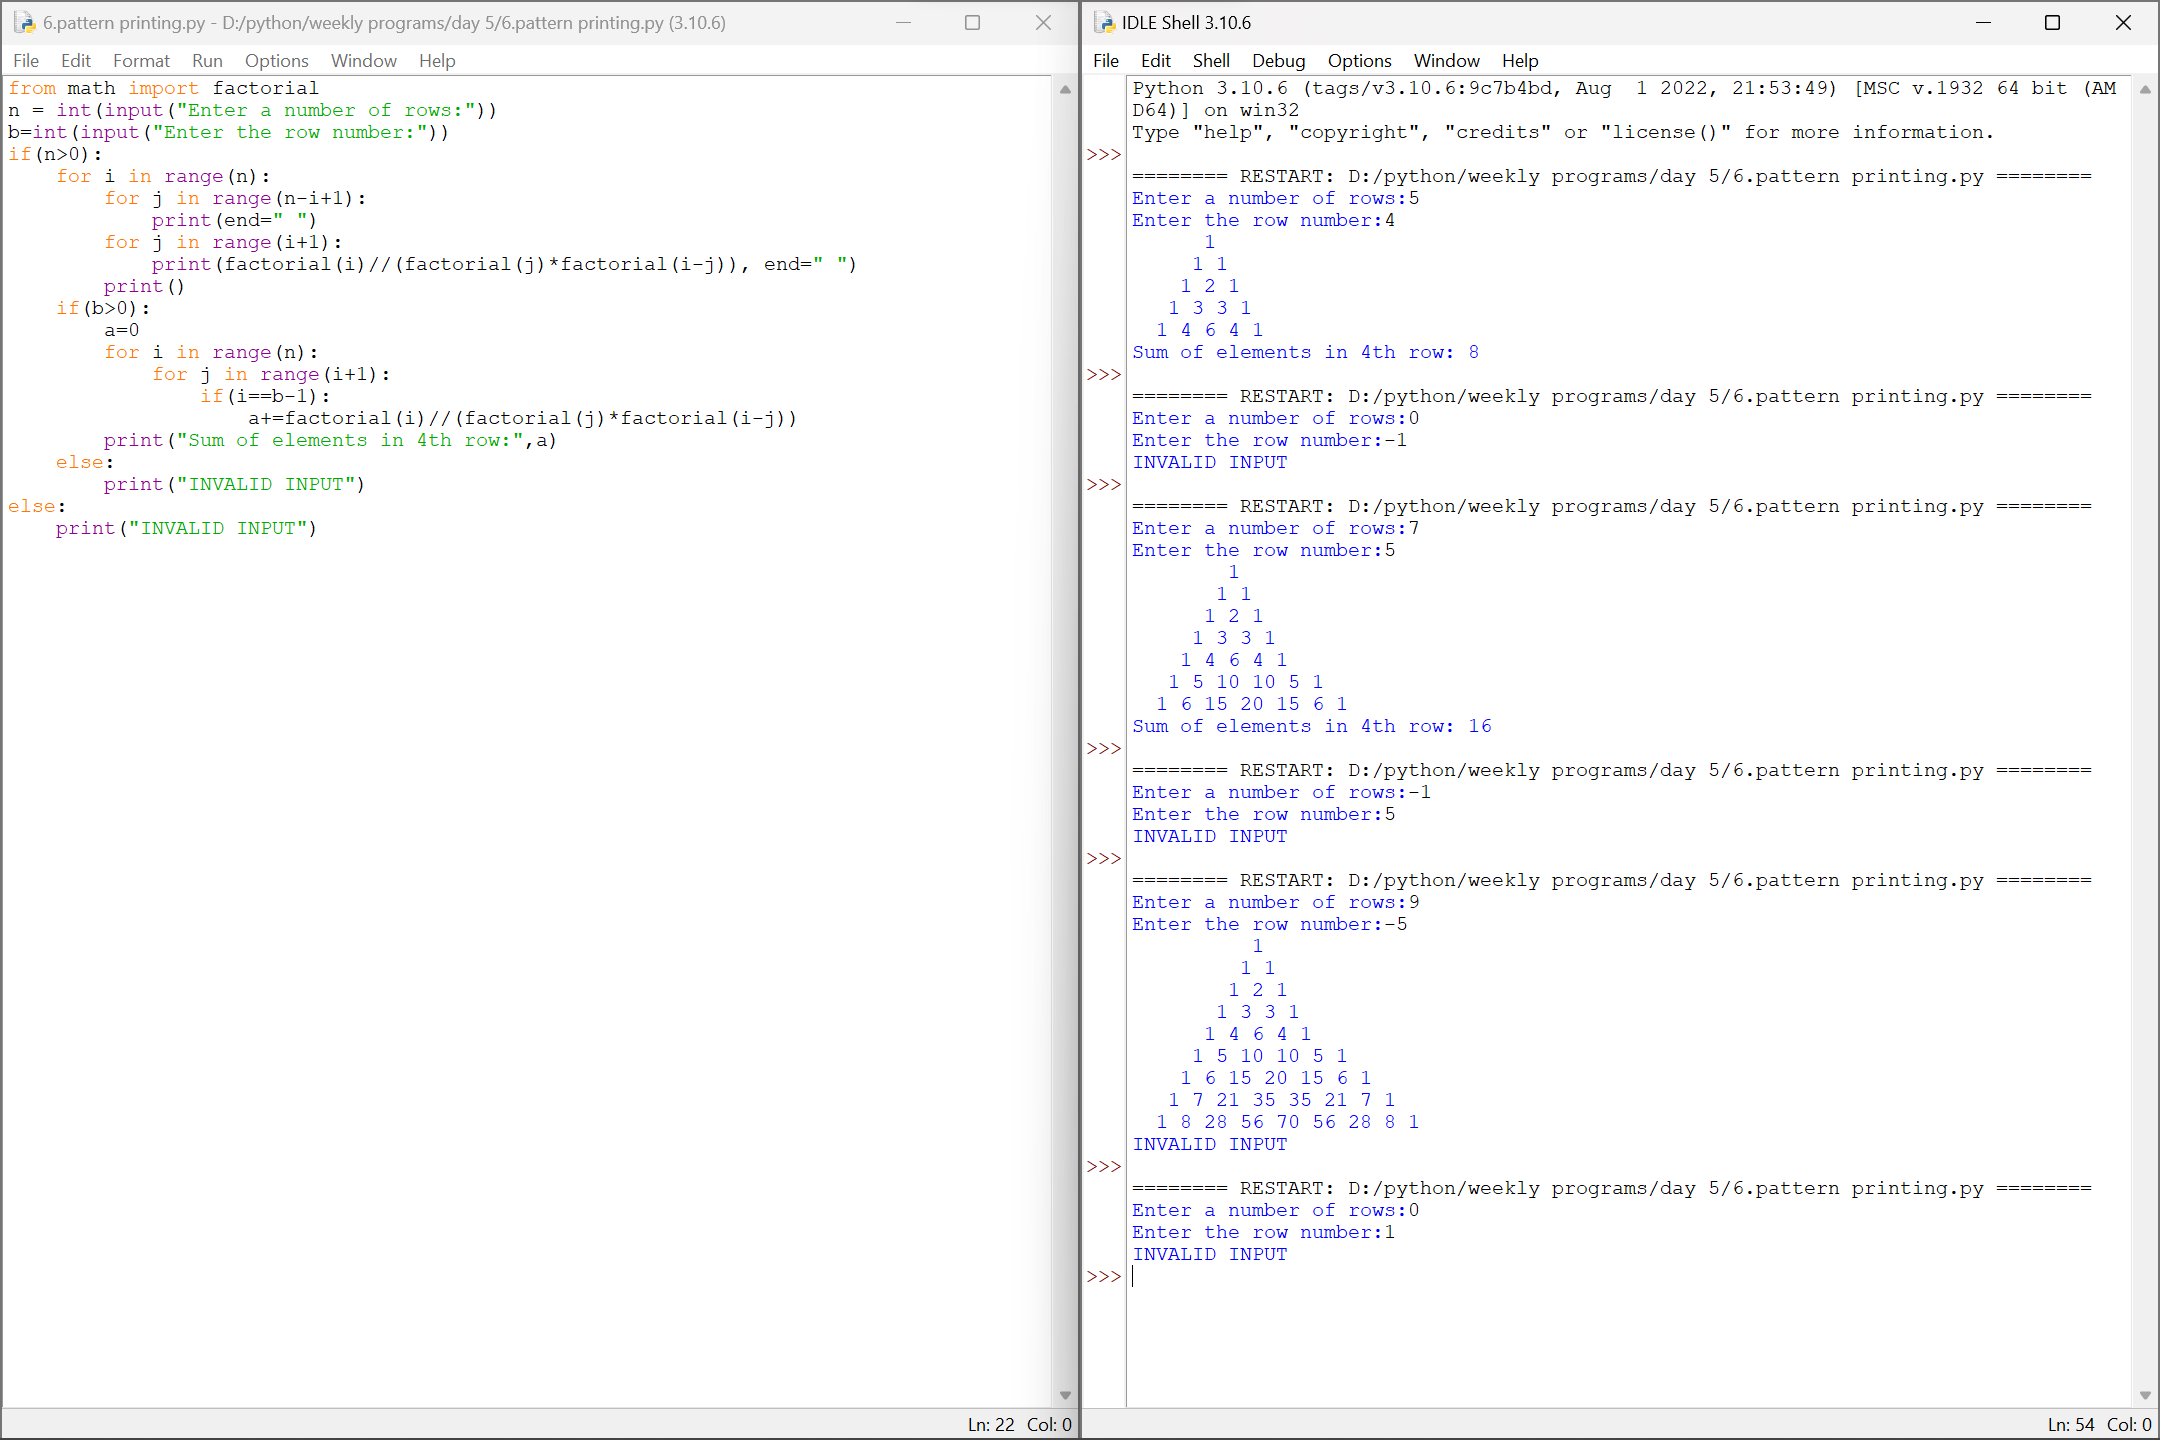 6.pattern printing.py - D:/python/weekly programs/day 5/6.pattern printing.py (3.10.6)
File Edit Format Run Options Window Help
from math import factorial
n = int(input("Enter a number of rows:"))
b=int(input("Enter the row number:"))
if(n>0):
    for i in range(n):
        for j in range(n-i+1):
            print(end=" ")
        for j in range(i+1):
            print(factorial(i)//(factorial(j)*factorial(i-j)), end=" ")
        print()
    if(b>0):
        a=0
        for i in range(n):
            for j in range(i+1):
                if(i==b-1):
                    a+=factorial(i)//(factorial(j)*factorial(i-j))
        print("Sum of elements in 4th row:",a)
    else:
        print("INVALID INPUT")
else:
    print("INVALID INPUT")
Ln: 22 Col: 0
IDLE Shell 3.10.6
File Edit Shell Debug Options Window Help
Python 3.10.6 (tags/v3.10.6:9c7b4bd, Aug  1 2022, 21:53:49) [MSC v.1932 64 bit (AM
D64)] on win32
Type "help", "copyright", "credits" or "license()" for more information.
>>>
======== RESTART: D:/python/weekly programs/day 5/6.pattern printing.py ========
Enter a number of rows:5
Enter the row number:4
      1
     1 1
    1 2 1
   1 3 3 1
  1 4 6 4 1
Sum of elements in 4th row: 8
>>>
======== RESTART: D:/python/weekly programs/day 5/6.pattern printing.py ========
Enter a number of rows:0
Enter the row number:-1
INVALID INPUT
>>>
======== RESTART: D:/python/weekly programs/day 5/6.pattern printing.py ========
Enter a number of rows:7
Enter the row number:5
        1
       1 1
      1 2 1
     1 3 3 1
    1 4 6 4 1
   1 5 10 10 5 1
  1 6 15 20 15 6 1
Sum of elements in 4th row: 16
>>>
======== RESTART: D:/python/weekly programs/day 5/6.pattern printing.py ========
Enter a number of rows:-1
Enter the row number:5
INVALID INPUT
>>>
======== RESTART: D:/python/weekly programs/day 5/6.pattern printing.py ========
Enter a number of rows:9
Enter the row number:-5
          1
         1 1
        1 2 1
       1 3 3 1
      1 4 6 4 1
     1 5 10 10 5 1
    1 6 15 20 15 6 1
   1 7 21 35 35 21 7 1
  1 8 28 56 70 56 28 8 1
INVALID INPUT
>>>
======== RESTART: D:/python/weekly programs/day 5/6.pattern printing.py ========
Enter a number of rows:0
Enter the row number:1
INVALID INPUT
>>>
Ln: 54 Col: 0